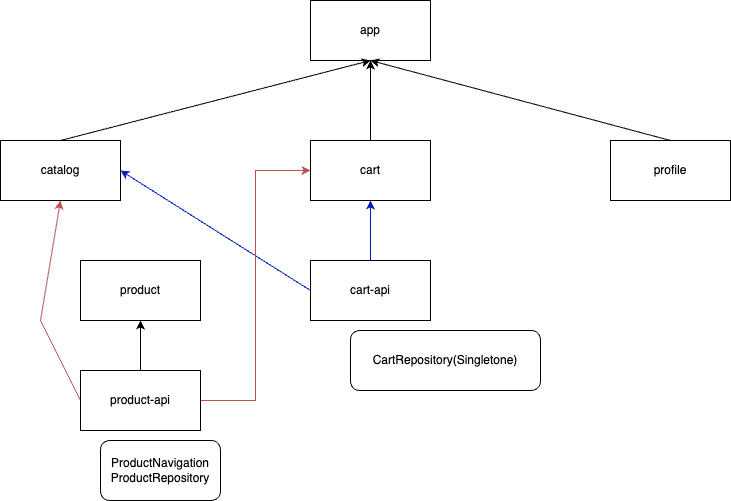 app
catalog
cart
profile
product
cart-api
CartRepository(Singletone)
product-api
ProductNavigation
ProductRepository